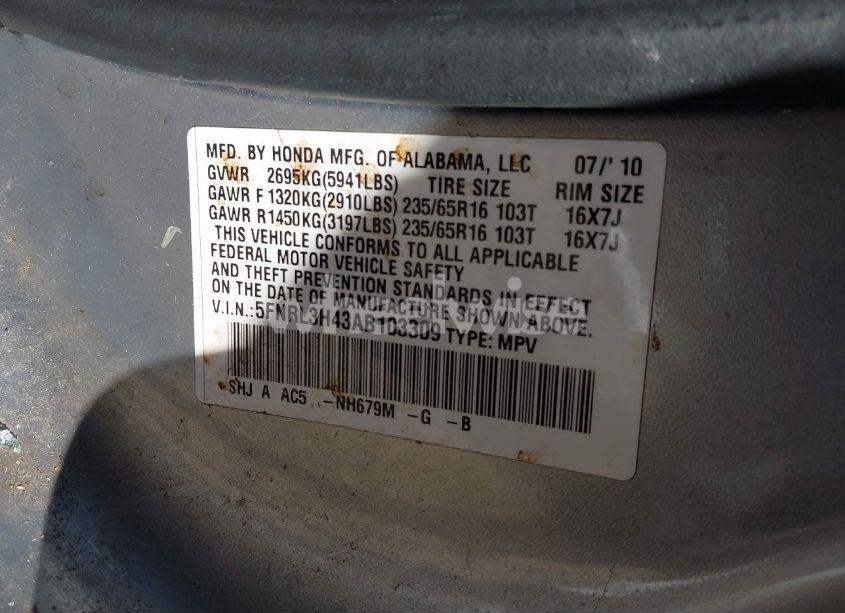 MFD. BY HONDA MFG. OF ALABAMA, LLC 07/' 10
GVWR 2695KG(5941LBS) TIRE SIZE RIM SIZE
GAWR F 1320KG(2910LBS) 235/65R16 103T 16X7J
GAWR R1450KG(3197LBS) 235/65R16 103T 16X7J
THIS VEHICLE CONFORMS TO ALL APPLICABLE
FEDERAL MOTOR VEHICLE SAFETY
AND THEFT PREVENTION STANDARDS IN EFFECT
ON THE DATE OF MANUFACTURE SHOWN ABOVE.
V.I.N.:5FNRL3H43AB103309 TYPE: MPV
SHJ A AC5 -NH679M -G -B